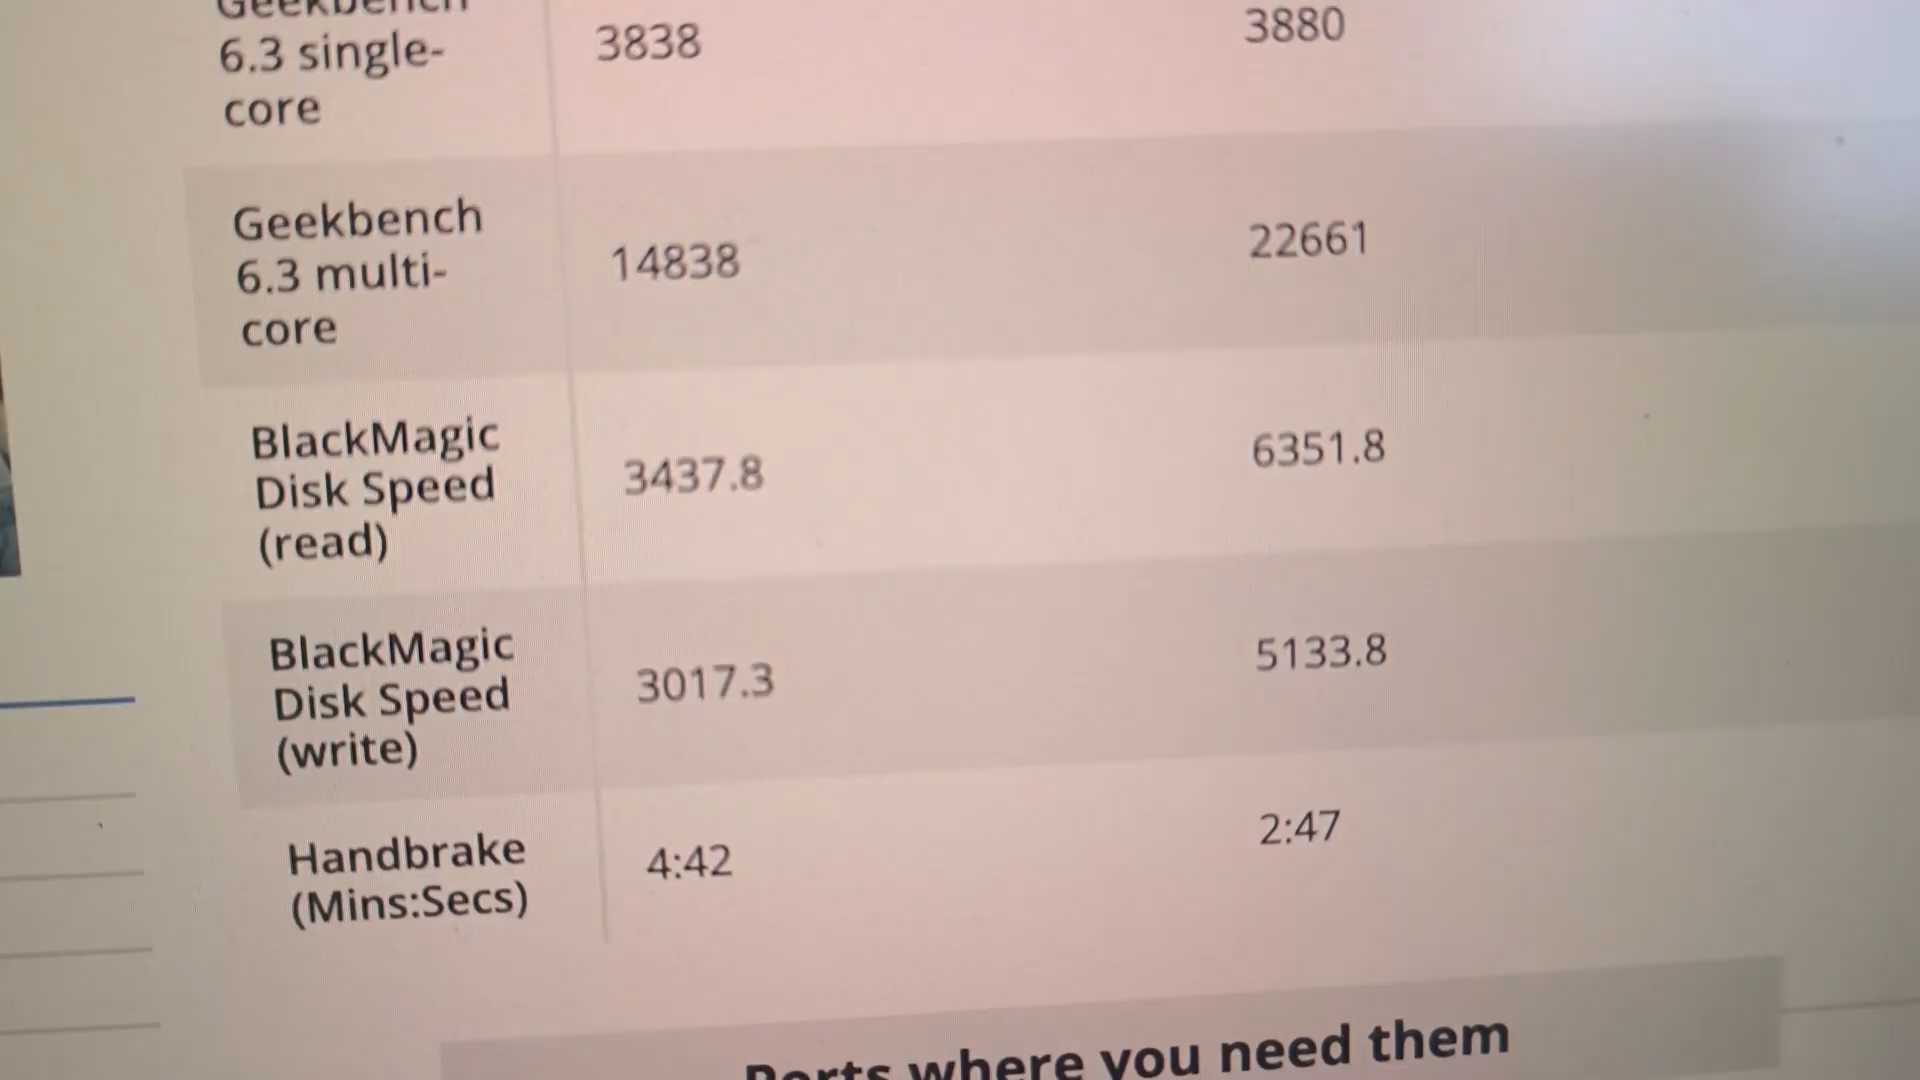 Geekbench
6.3 single-
core
3838
3880
Geekbench
6.3 multi-
core
14838
22661
BlackMagic
Disk Speed
(read)
3437.8
6351.8
BlackMagic
Disk Speed
(write)
3017.3
5133.8
Handbrake
(Mins:Secs)
4:42
2:47
Ports where you need them